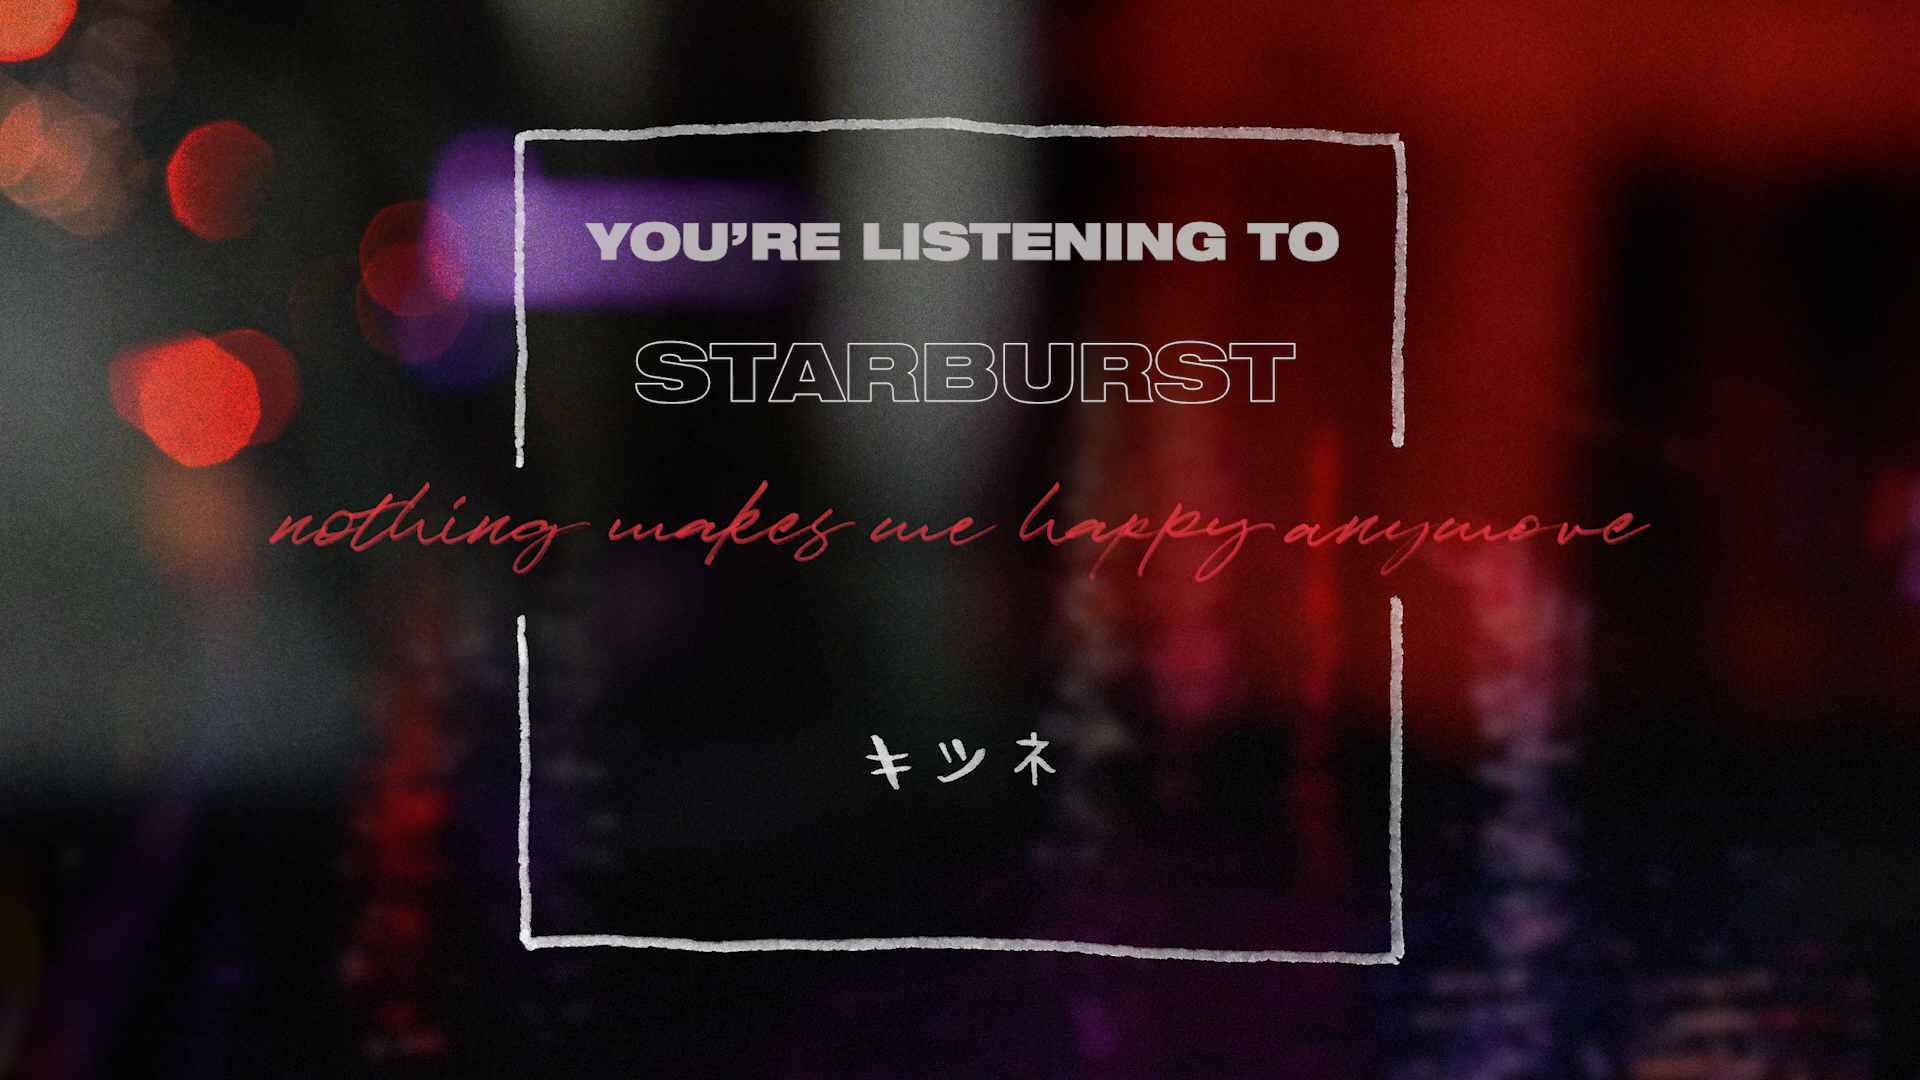 YOU’RE LISTENING TO
STARBURST
nothing makes me happy anymore
キツネ